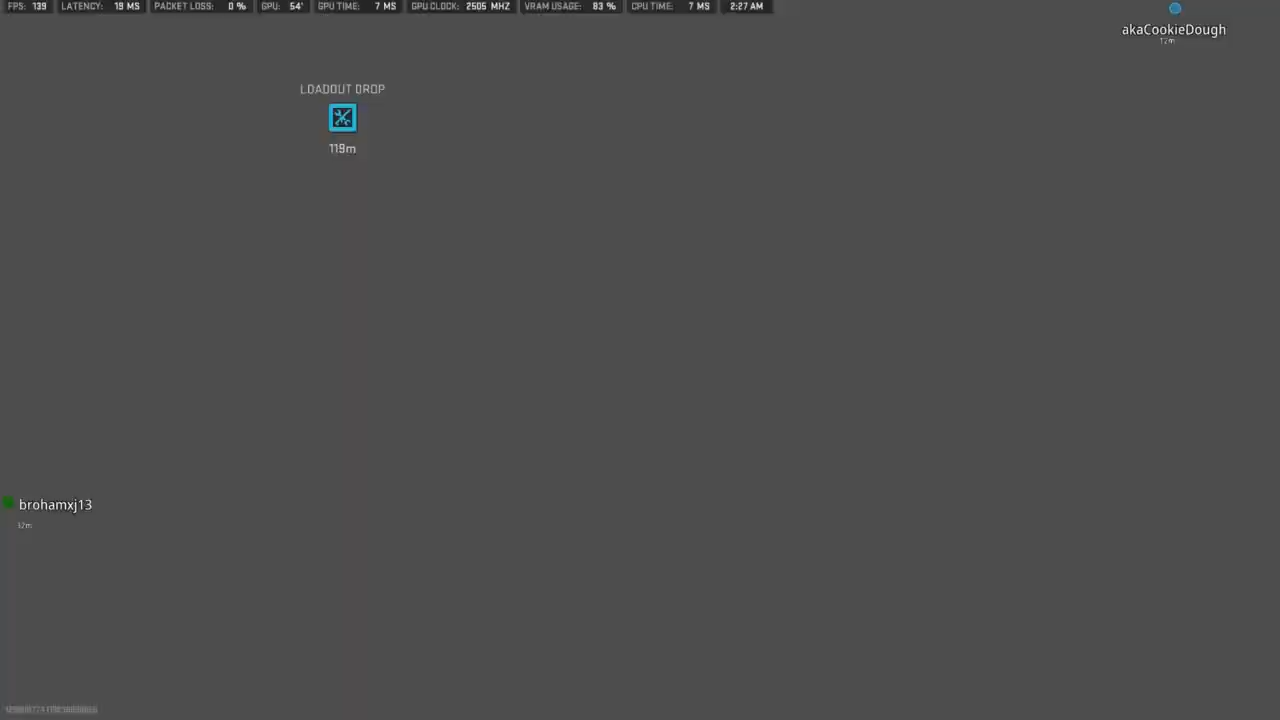 FPS: 139 LATENCY: 19 MS PACKET LOSS: 0 % GPU: 54° GPU TIME: 7 MS GPU CLOCK: 2505 MHZ VRAM USAGE: 83 % CPU TIME: 7 MS 2:27 AM
akaCookieDough
12m
LOADOUT DROP
119m
brohamxj13